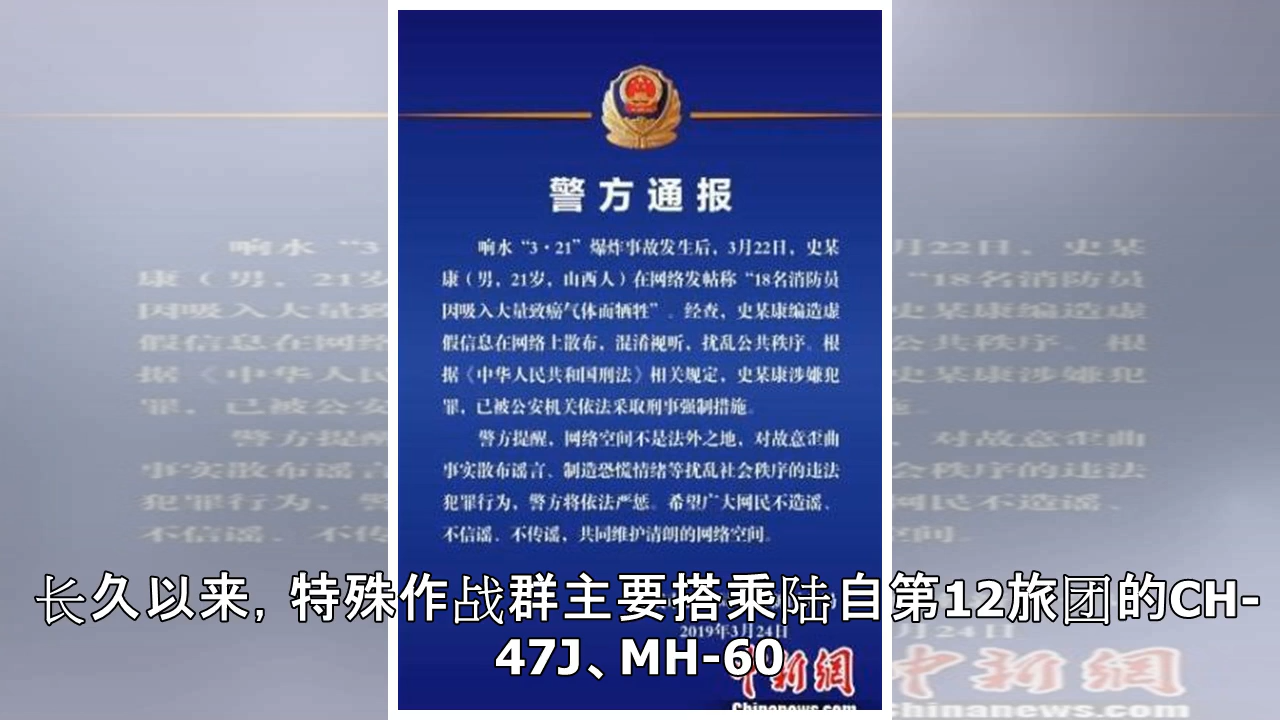 警方通报
响水“3·21”爆炸事故发生后，3月22日，史某
康（男，21岁，山西人）在网络发帖称“18名消防员
因吸入大量致癌气体而牺牲”。经查，史某康编造虚
假信息在网络上散布，混淆视听，扰乱公共秩序。根
据《中华人民共和国刑法》相关规定，史某康涉嫌犯
罪，已被公安机关依法采取刑事强制措施。
警方提醒，网络空间不是法外之地，对故意歪曲
事实散布谣言、制造恐慌情绪等扰乱社会秩序的违法
犯罪行为，警方将依法严惩。希望广大网民不造谣、
不信谣、不传谣，共同维护清朗的网络空间。
长久以来, 特殊作战群主要搭乘陆自第12旅团的CH-
47J、MH-60
2019年3月24日
中新網
Chinanews.com